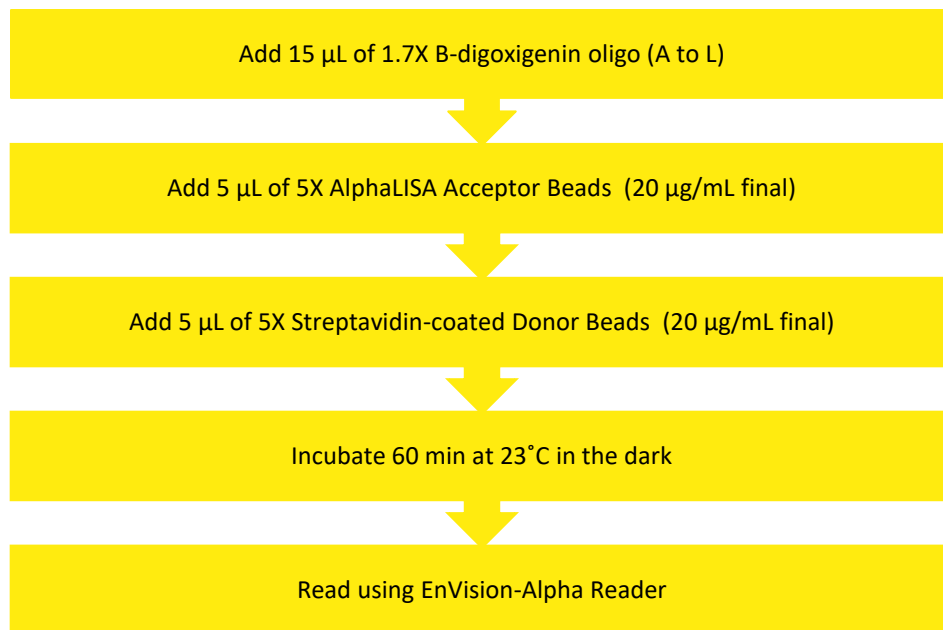 Add 15 µL of 1.7X B-digoxigenin oligo (A to L)
Add 5 µL of 5X AlphaLISA Acceptor Beads  (20 µg/mL final)
Add 5 µL of 5X Streptavidin-coated Donor Beads  (20 µg/mL final)
Incubate 60 min at 23˚C in the dark
Read using EnVision-Alpha Reader